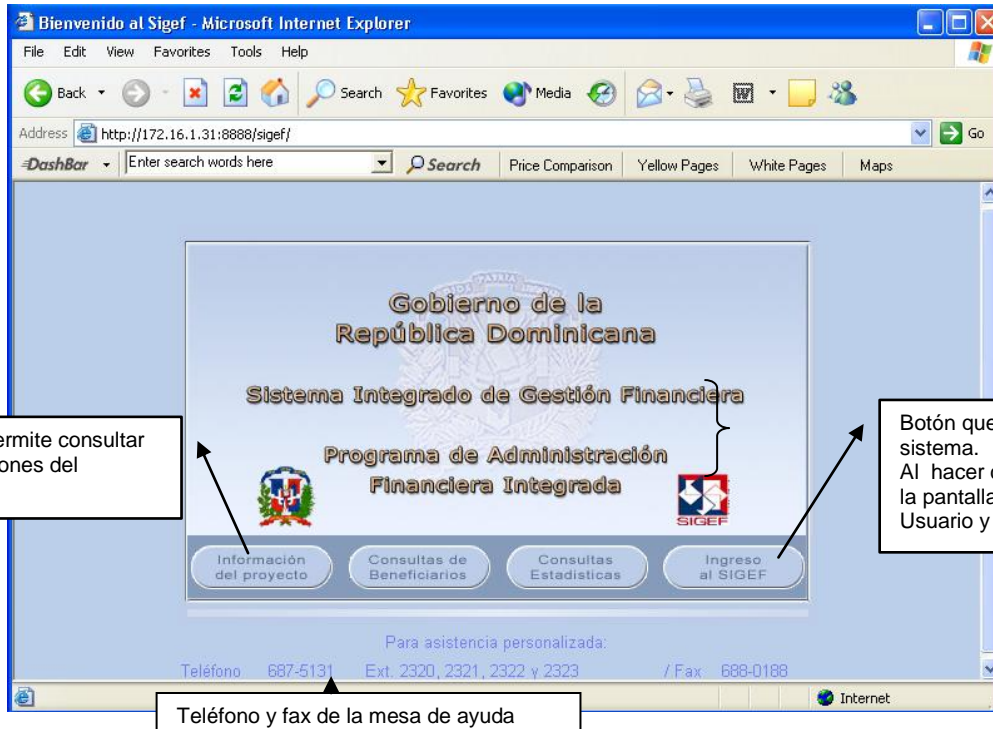 Bienvenido al Sigef - Microsoft Internet Explorer
File Edit View Favorites Tools Help
Back Search Favorites Media
Address http://172.16.1.31:8888/sigef/ Go
DashBar Enter search words here Search Price Comparison Yellow Pages White Pages Maps
Gobierno de la
República Dominicana
Sistema Integrado de Gestión Financiera
Programa de Administración
Financiera Integrada
SIGEF
ermite consultar
ones del
Botón que
sistema.
Al hacer
la pantalla
Usuario y
Información
del proyecto
Consultas de
Beneficiarios
Consultas
Estadisticas
Ingreso
al SIGEF
Para asistencia personalizada:
Teléfono 687-5131 Ext. 2320, 2321, 2322 y 2323 / Fax 688-0188
Internet
Teléfono y fax de la mesa de ayuda